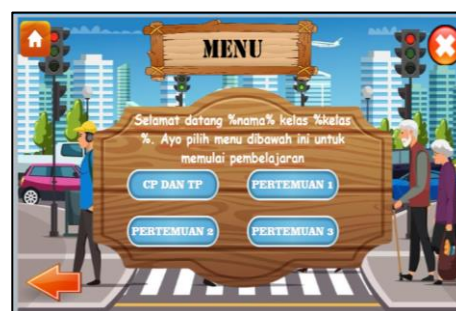 MENU
Selamat datang %nama% kelas %kelas
%. Ayo pilih menu dibawah ini untuk
memulai pembelajaran
CP DAN TP
PERTEMUAN 1
PERTEMUAN 2
PERTEMUAN 3